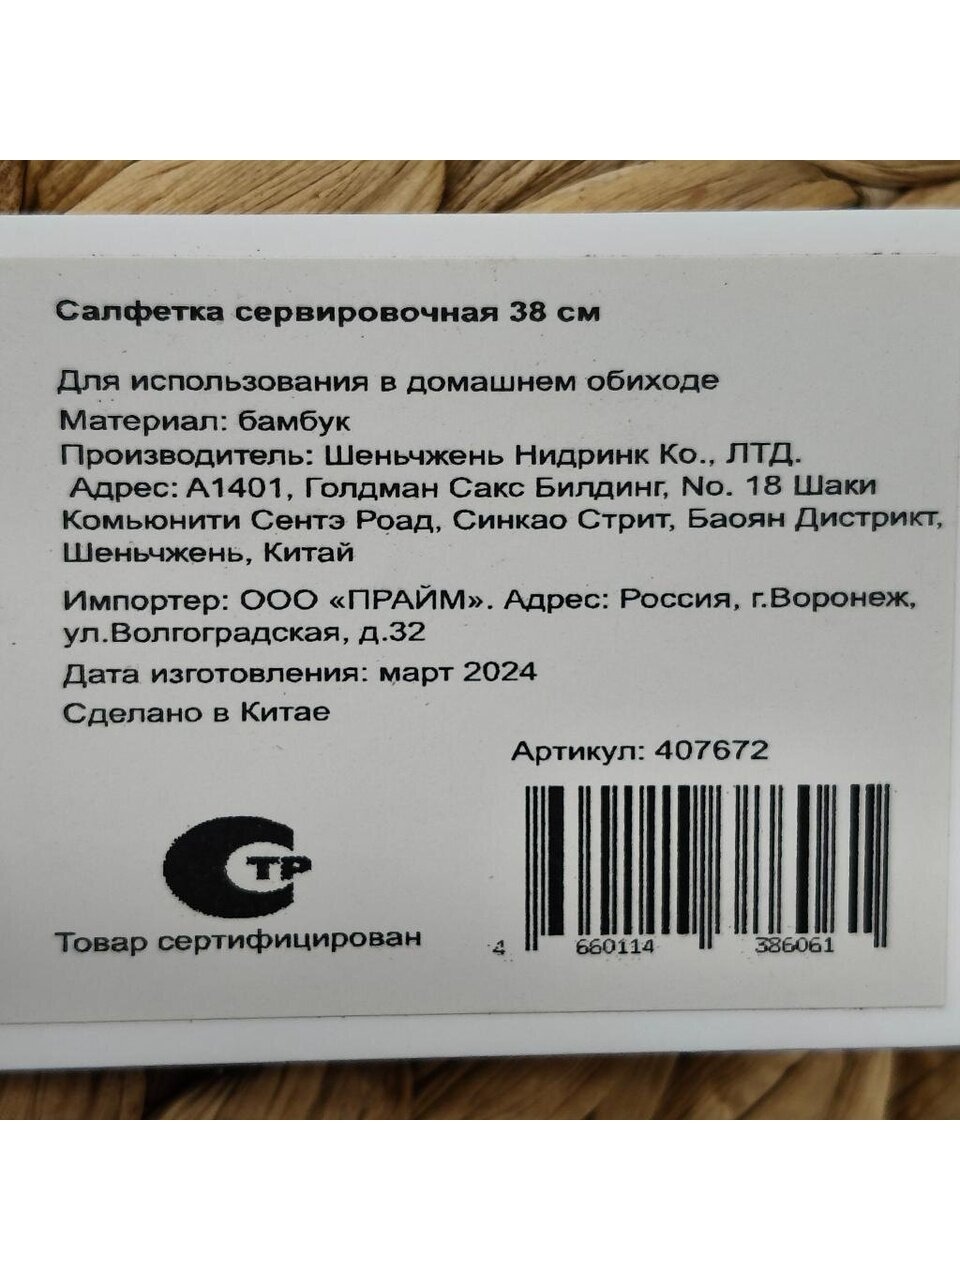 Салфетка сервировочная 38 см
Для использования в домашнем обиходе
Материал: бамбук
Производитель: Шеньчжень Нидринк Ко., ЛТД.
Адрес: А1401, Голдман Сакс Билдинг, No. 18 Шаки
Комьюнити Сентэ Роад, Синкао Стрит, Баоян Дистрикт,
Шеньчжень, Китай
Импортер: ООО «ПРАЙМ». Адрес: Россия, г.Воронеж,
ул.Волгоградская, д.32
Дата изготовления: март 2024
Сделано в Китае
Артикул: 407672
СТР
Товар сертифицирован
4 660114 386061